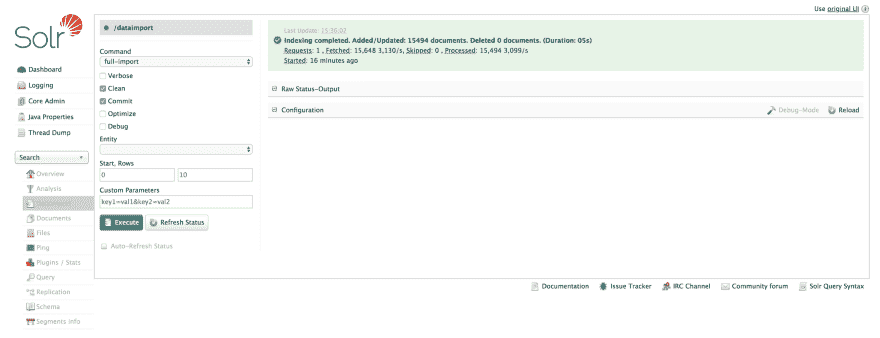 Use original UI
Solr
Dashboard
Logging
Core Admin
Java Properties
Thread Dump
Search
Overview
Analysis
Documents
Files
Ping
Plugins / Stats
Query
Replication
Schema
Segments info
/dataimport
Command
full-import
Verbose
Clean
Commit
Optimize
Debug
Entity
Start, Rows
0 10
Custom Parameters
key1=val1&key2=val2
Execute Refresh Status
Auto-Refresh Status
Last Update: 15:36:02
Indexing completed. Added/Updated: 15494 documents. Deleted 0 documents. (Duration: 05s)
Requests: 1 , Fetched: 15,648 3,130/s, Skipped: 0 , Processed: 15,494 3,099/s
Started: 16 minutes ago
Raw Status-Output
Configuration
Debug-Mode Reload
Documentation Issue Tracker IRC Channel Community forum Solr Query Syntax